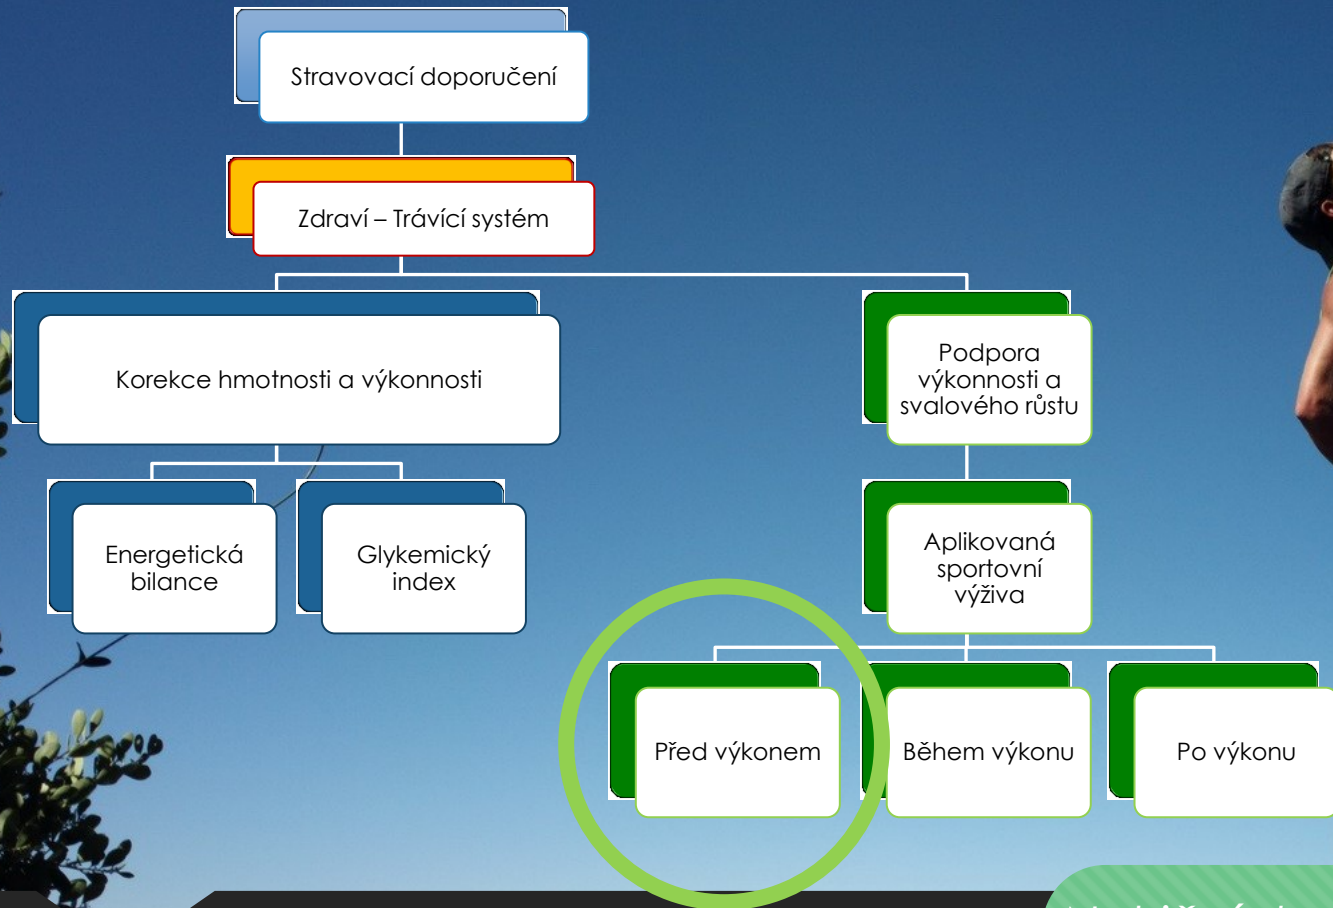 Stravovací doporučení
Zdraví – Trávící systém
Korekce hmotnosti a výkonnosti
Podpora
výkonnosti a
svalového růstu
Energetická
bilance
Glykemický
index
Aplikovaná
sportovní
výživa
Před výkonem
Během výkonu
Po výkonu